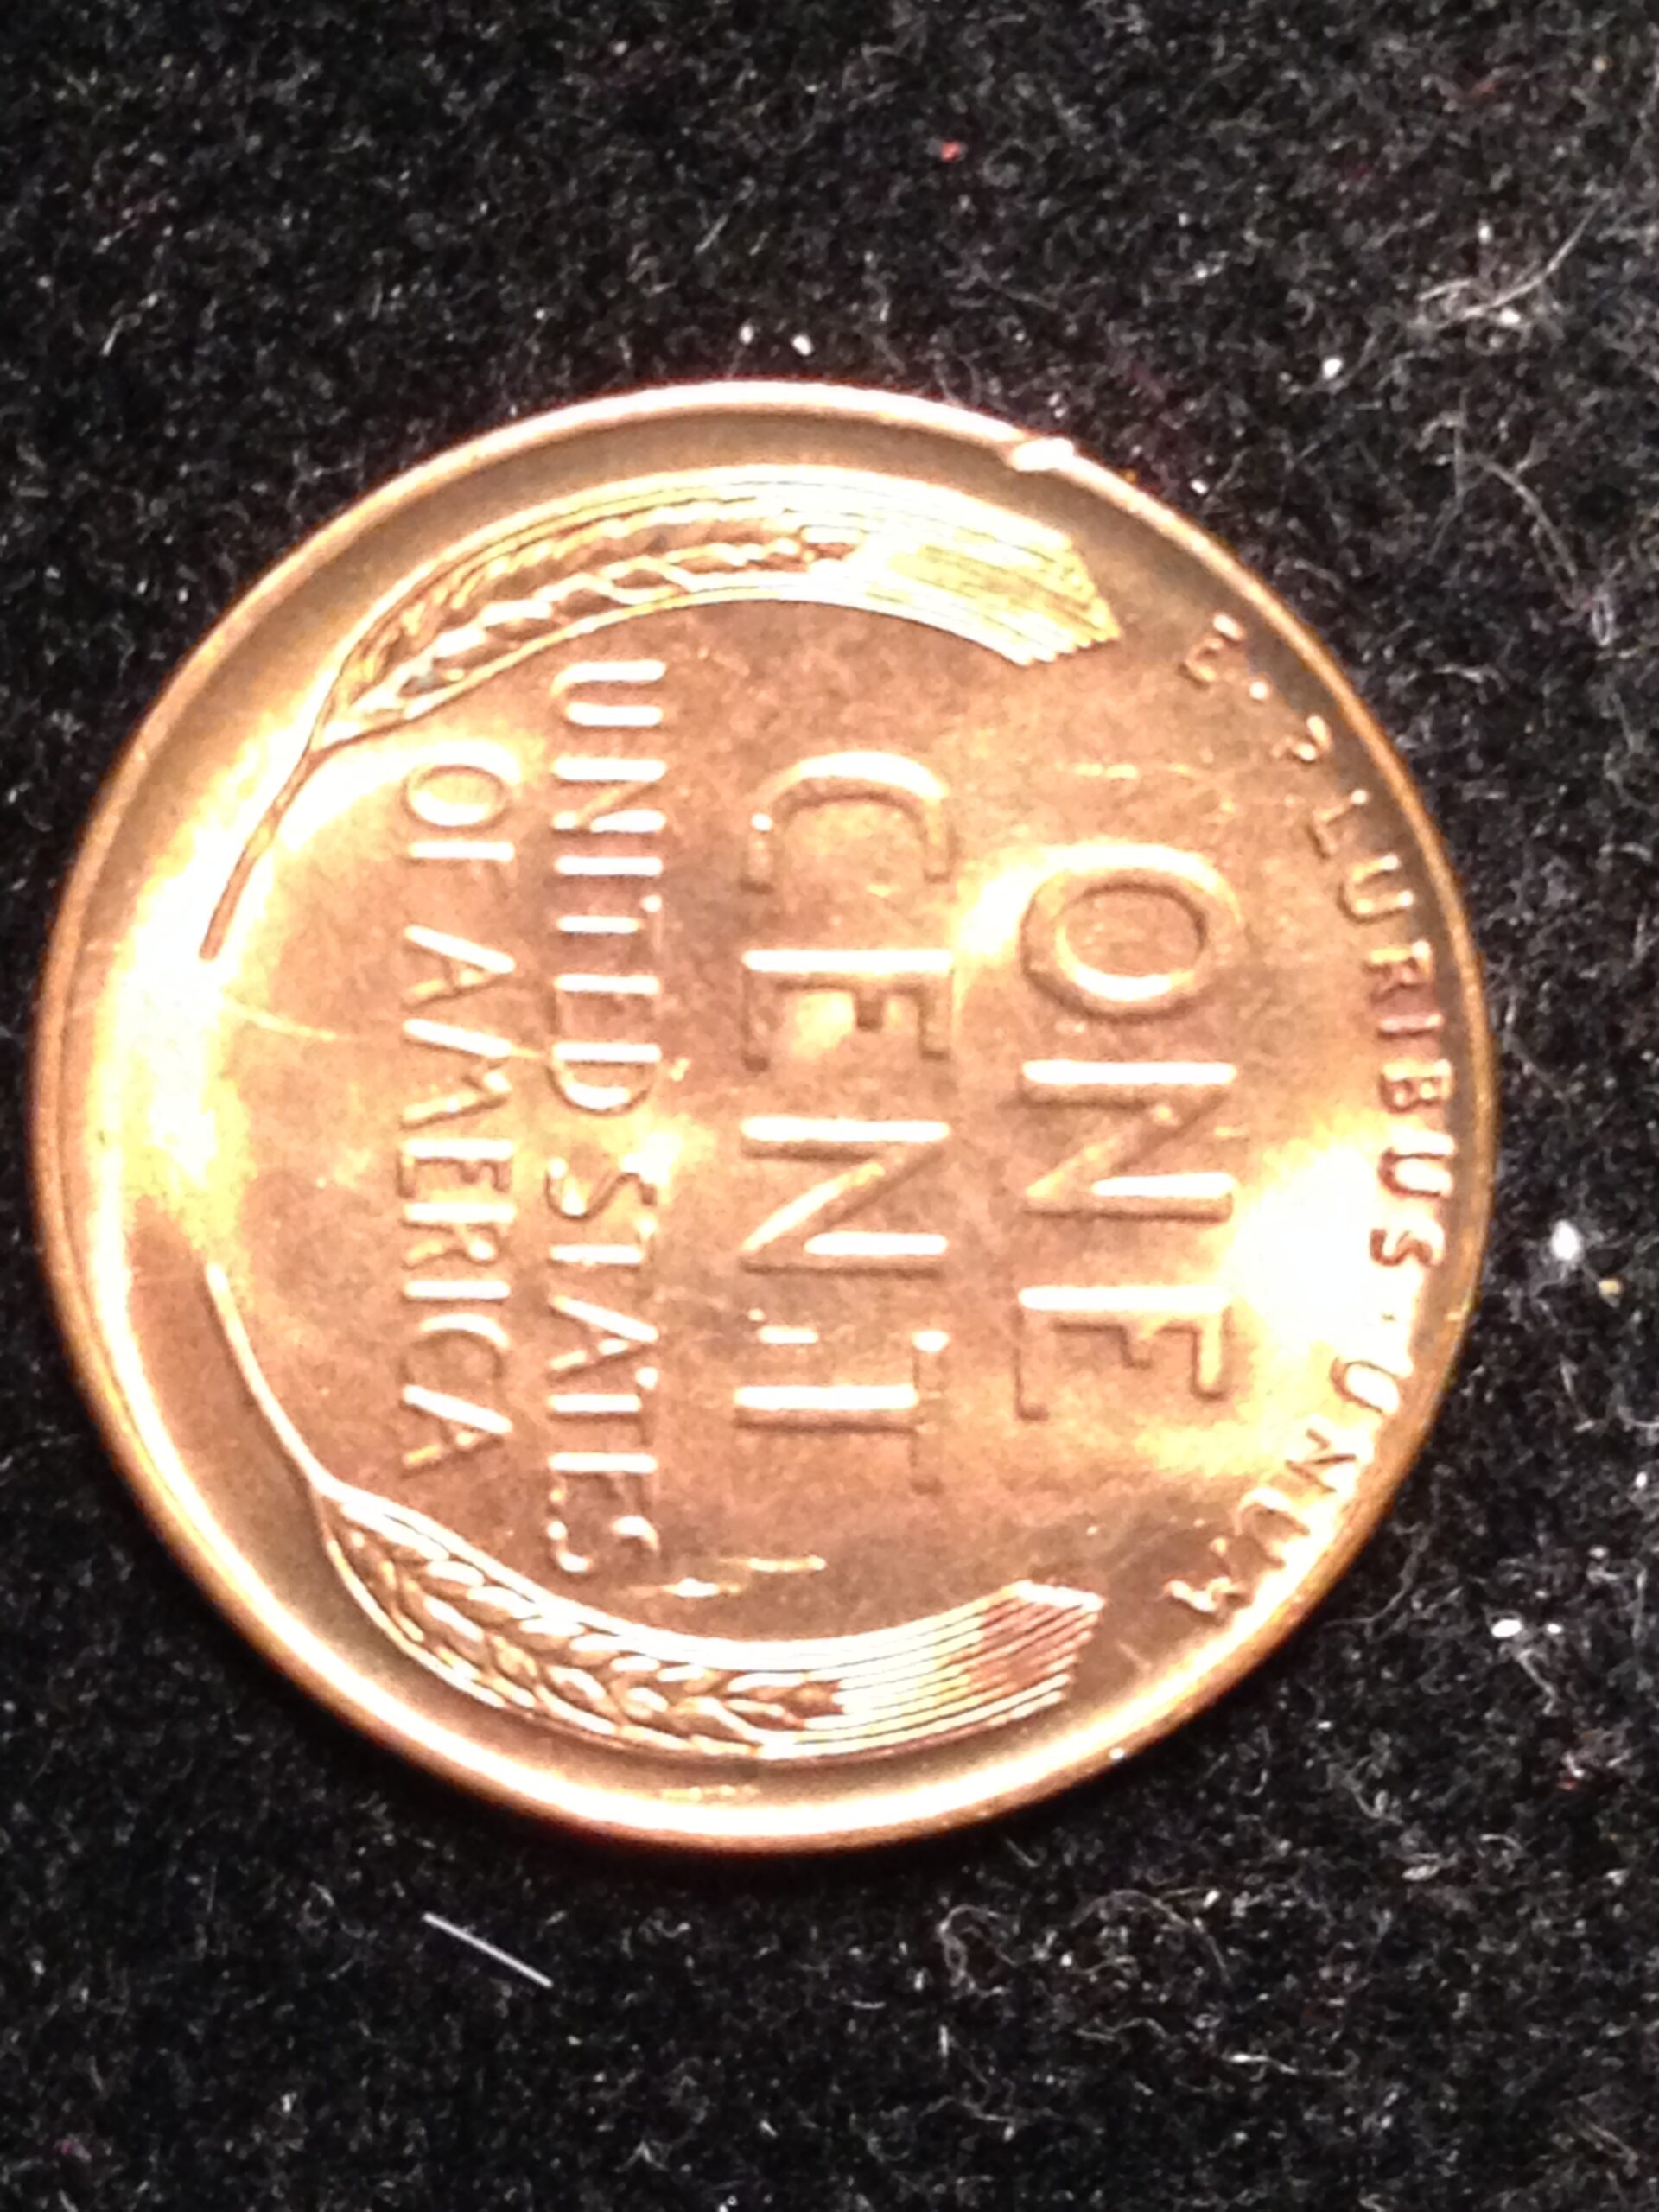 E·PLURIBUS·UNUM
ONE
CENT
UNITED STATES
OF AMERICA